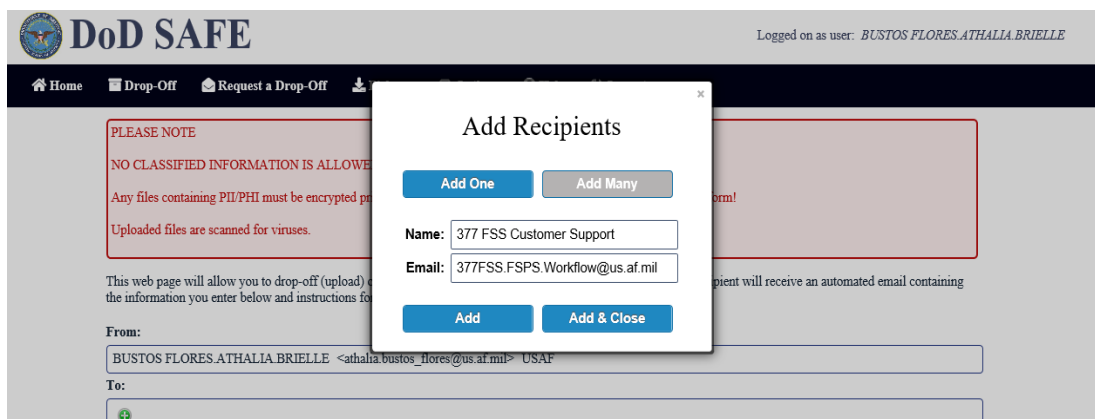 DoD SAFE
Logged on as user: BUSTOS FLORES.ATHALIA.BRIELLE
Home Drop-Off Request a Drop-Off
×
Add Recipients
PLEASE NOTE
NO CLASSIFIED INFORMATION IS ALLOWE
Add One Add Many
Any files containing PII/PHI must be encrypted pr orm!
Uploaded files are scanned for viruses.
Name: 377 FSS Customer Support
Email: 377FSS.FSPS.Workflow@us.af.mil
This web page will allow you to drop-off (upload) pient will receive an automated email containing
the information you enter below and instructions fo
Add Add & Close
From:
BUSTOS FLORES.ATHALIA.BRIELLE <athalia.bustos_flores@us.af.mil> USAF
To: